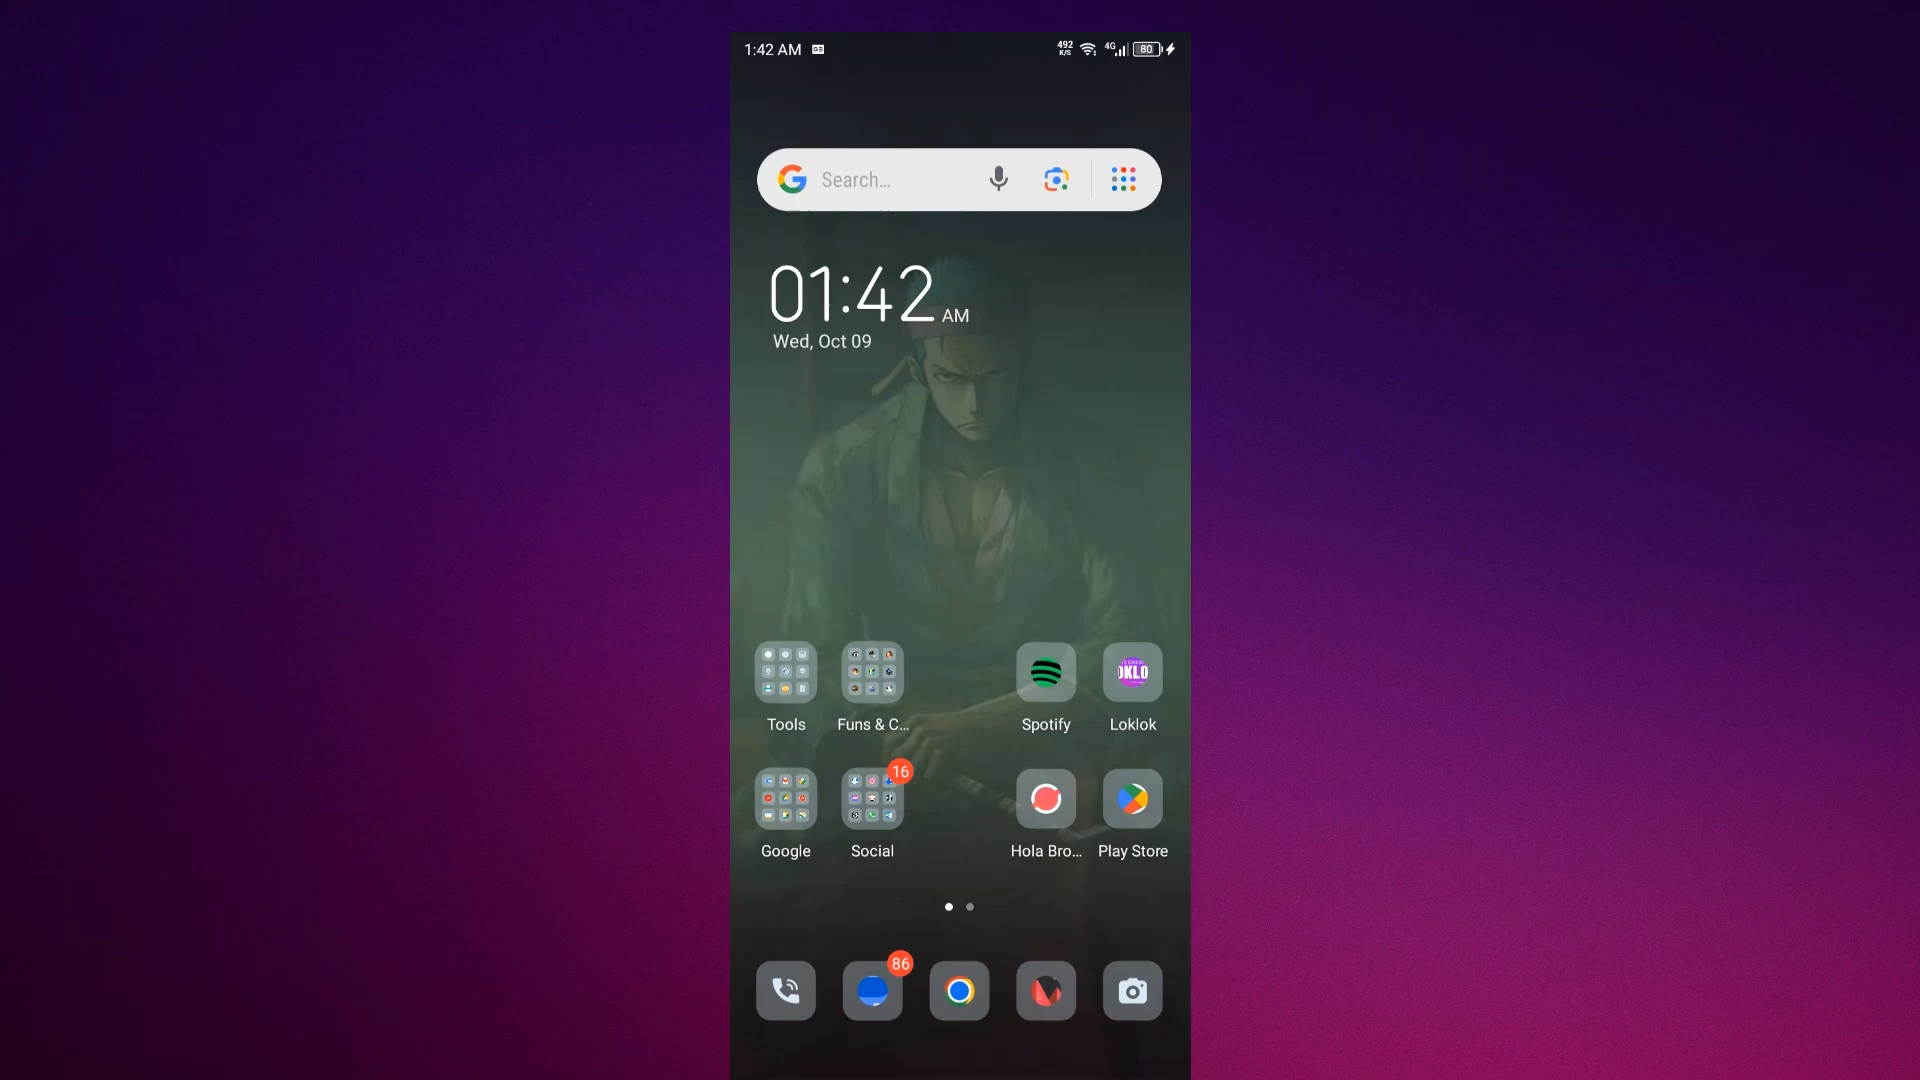 1:42 AM
492 K/S 4G 80
Search...
01:42 AM
Wed, Oct 09
OKLO
Tools Funs & C... Spotify Loklok
16
Google Social Hola Bro... Play Store
86